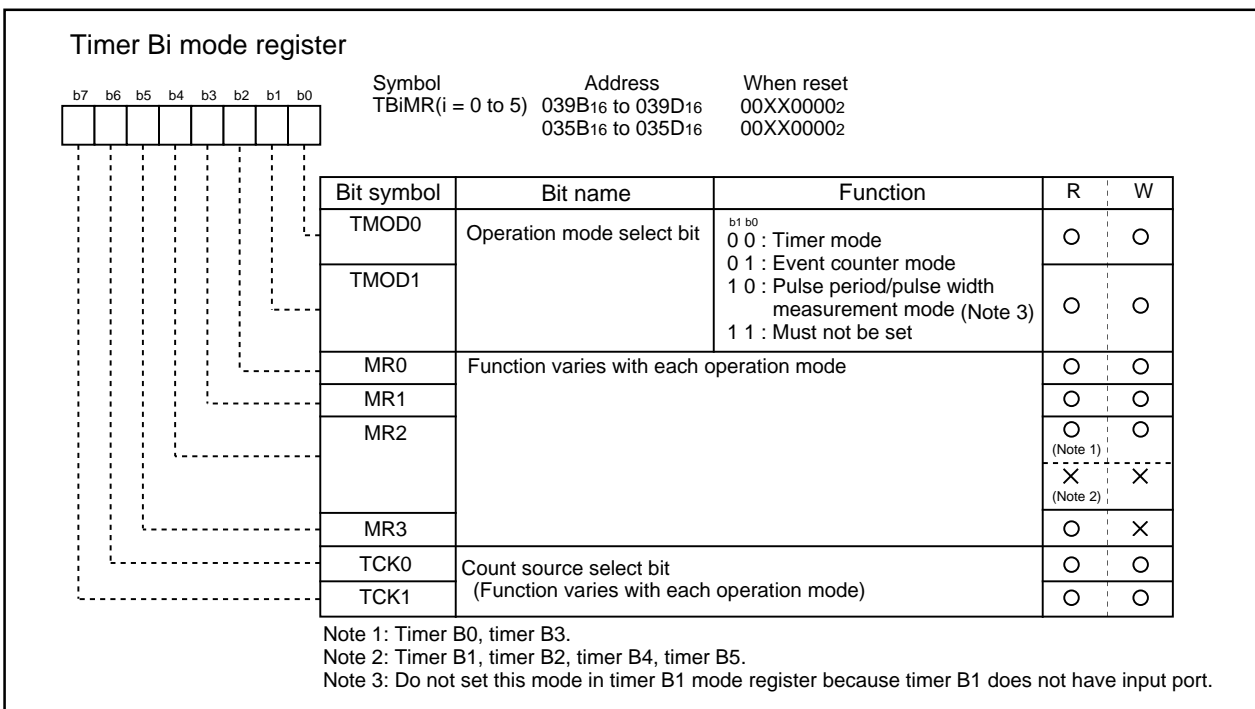 Timer Bi mode register
Symbol Address When reset
TBiMR(i = 0 to 5) 039B16 to 039D16 00XX00002
035B16 to 035D16 00XX00002
b7 b6 b5 b4 b3 b2 b1 b0
Bit symbol Bit name Function R W
TMOD0 Operation mode select bit b1 b0
0 0 : Timer mode
0 1 : Event counter mode
TMOD1 1 0 : Pulse period/pulse width
measurement mode (Note 3)
1 1 : Must not be set
MR0 Function varies with each operation mode
MR1
MR2
(Note 1)
(Note 2)
MR3
TCK0 Count source select bit
TCK1 (Function varies with each operation mode)
Note 1: Timer B0, timer B3.
Note 2: Timer B1, timer B2, timer B4, timer B5.
Note 3: Do not set this mode in timer B1 mode register because timer B1 does not have input port.